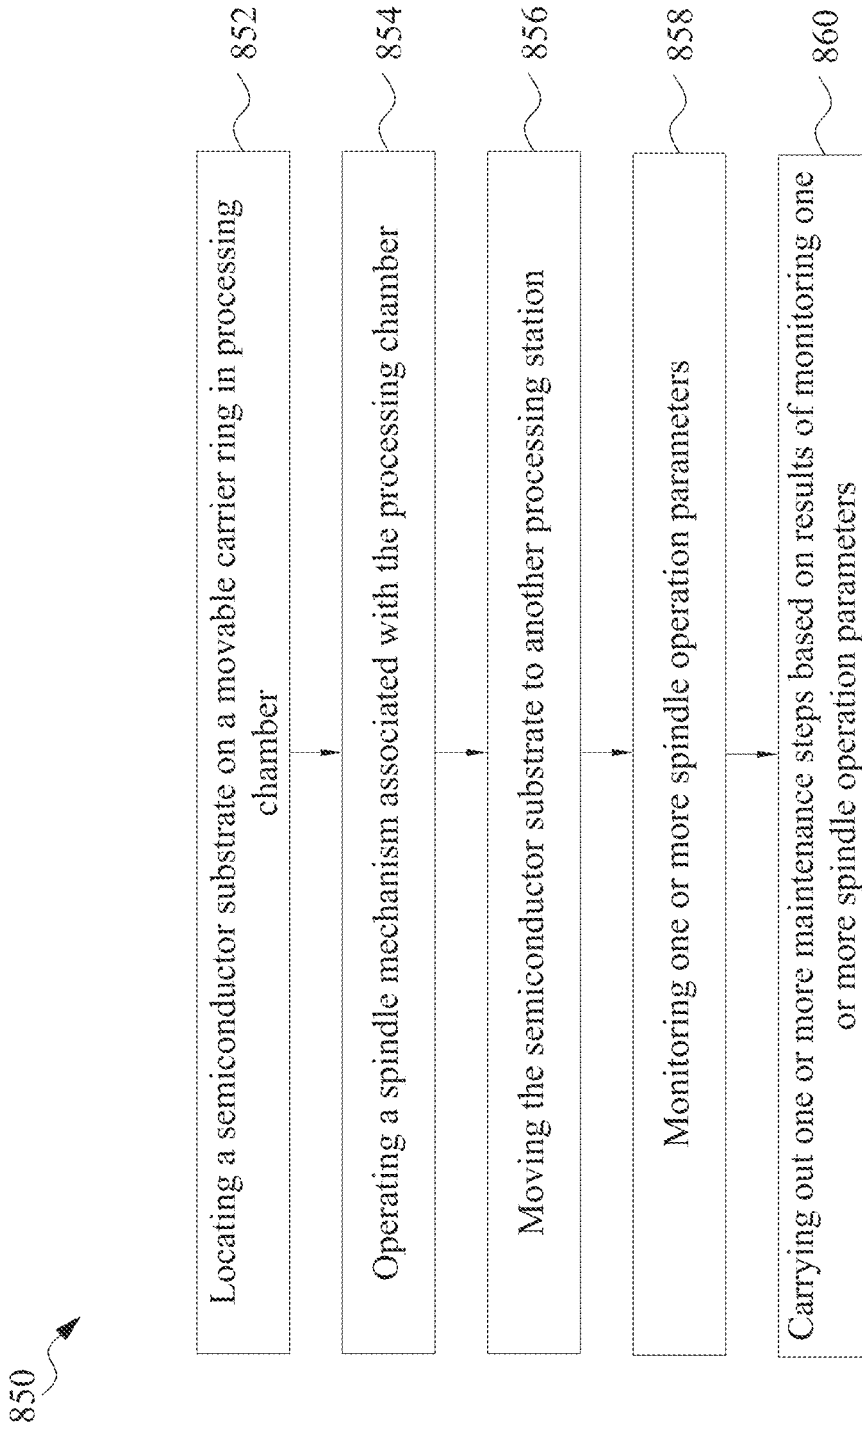 850
Locating a semiconductor substrate on a movable carrier ring in processing
chamber
852
Operating a spindle mechanism associated with the processing chamber
854
Moving the semiconductor substrate to another processing station
856
Monitoring one or more spindle operation parameters
858
Carrying out one or more maintenance steps based on results of monitoring one
or more spindle operation parameters
860